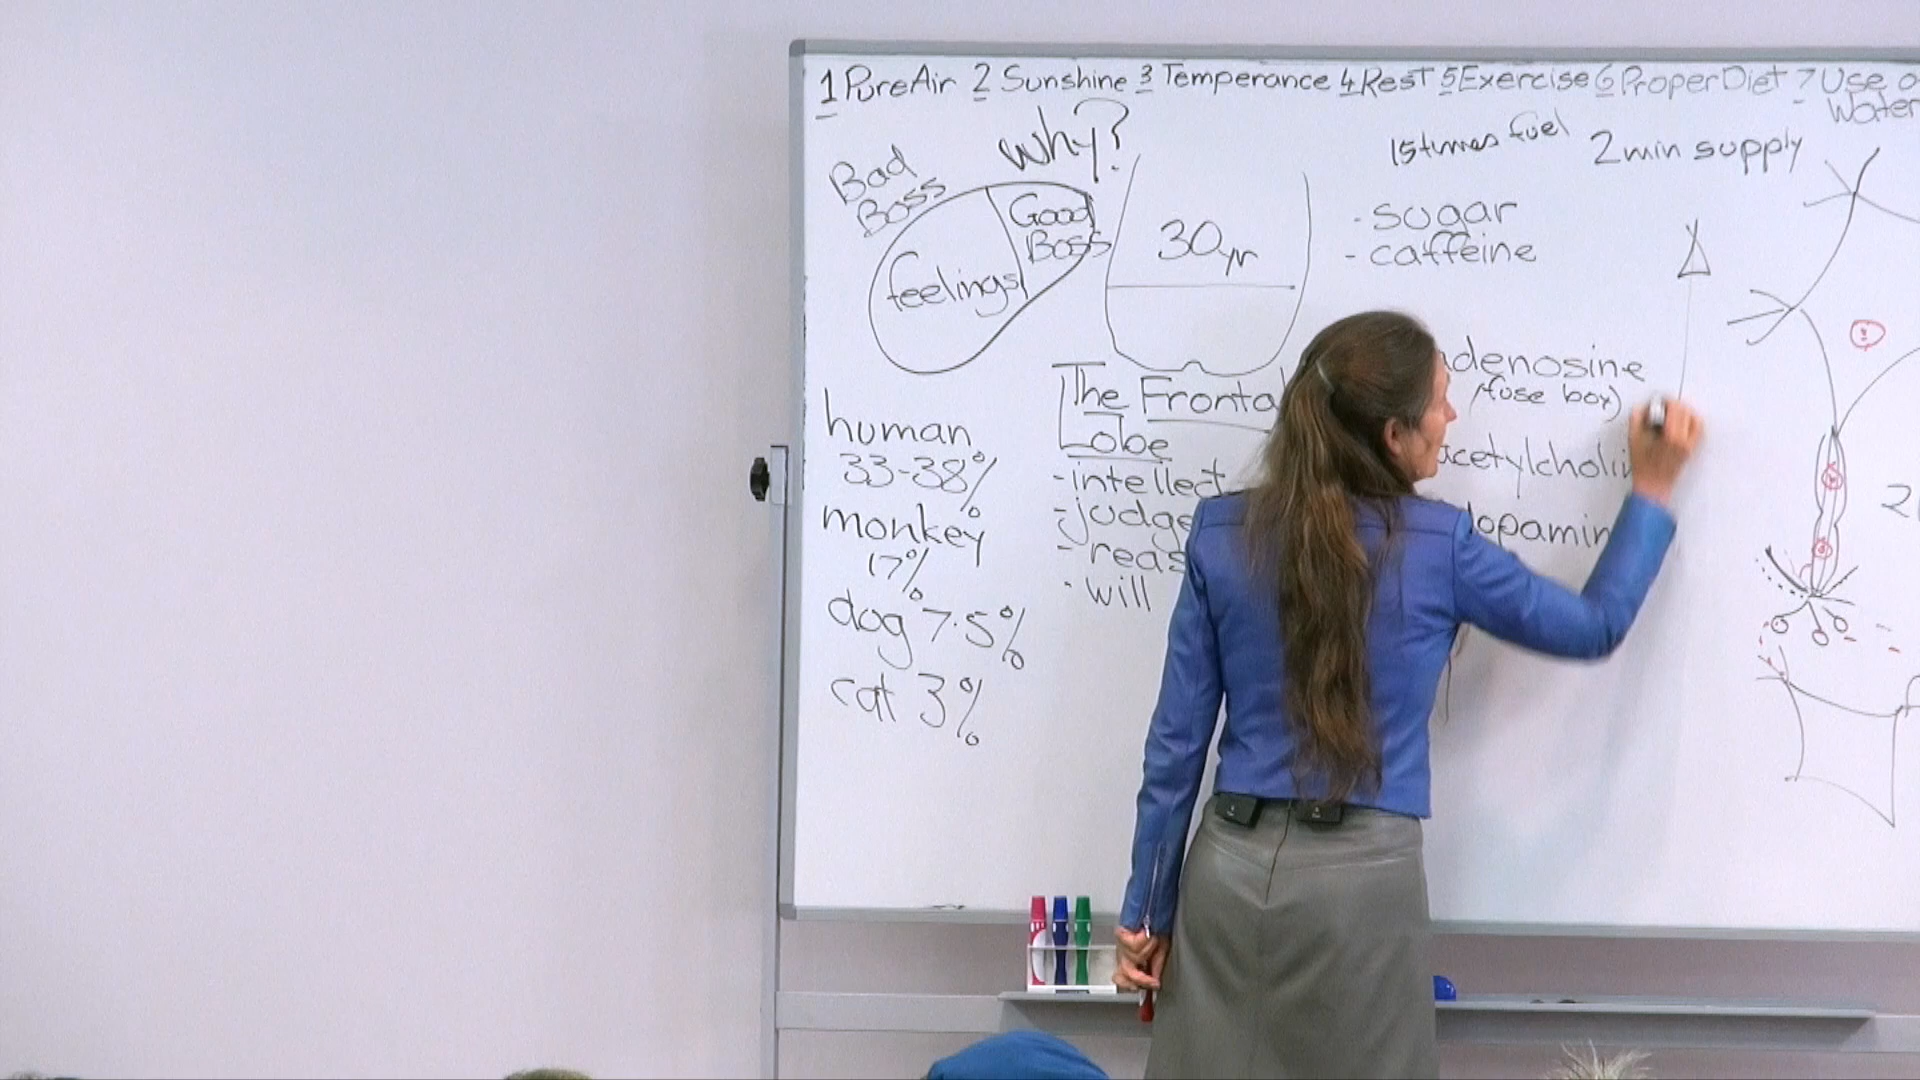 1 Pure Air 2 Sunshine 3 Temperance 4 Rest 5 Exercise 6 Proper Diet 7 Use
Water
Why?
15 times fuel
2 min supply
Bad
Boss
Good
Boss
feelings
30yr
- sugar
- caffeine
The Frontal
Lobe
- intellect
- will
human
33-38%
monkey
17%
dog 7.5%
cat 3%
(fuse box)